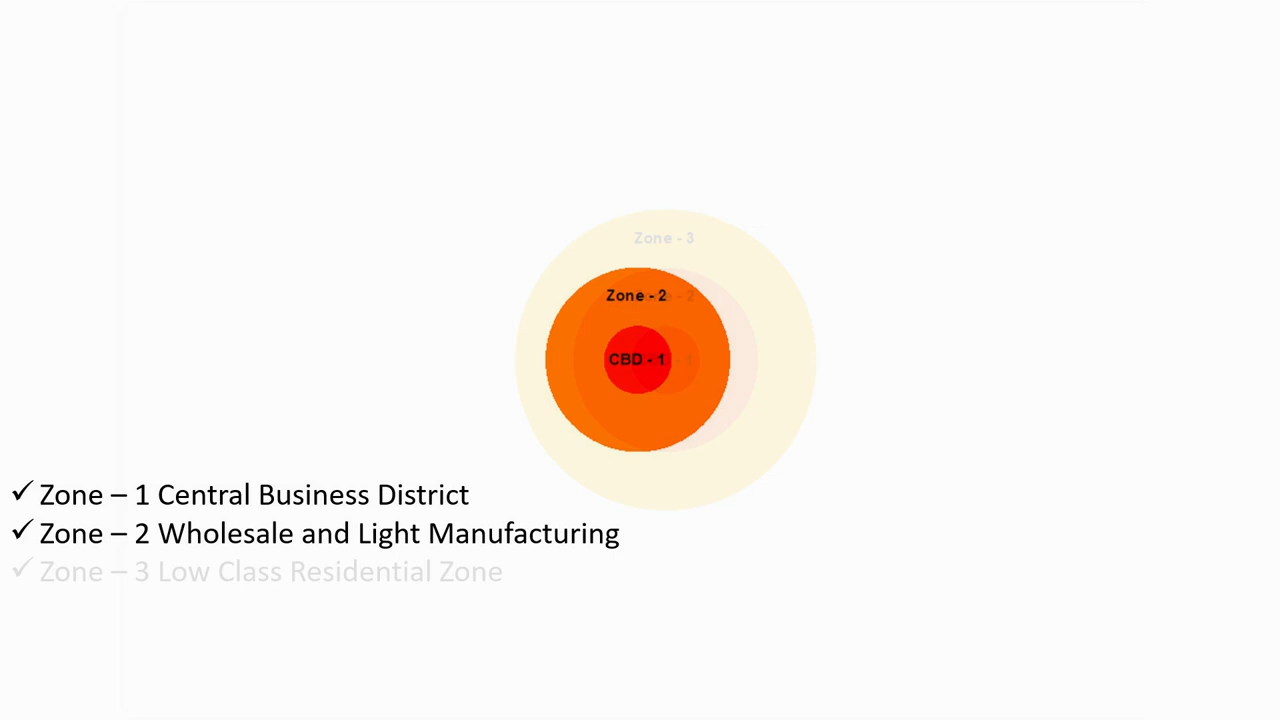 Zone - 3
Zone - 2
CBD - 1
✓ Zone – 1 Central Business District
✓ Zone – 2 Wholesale and Light Manufacturing
✓ Zone – 3 Low Class Residential Zone